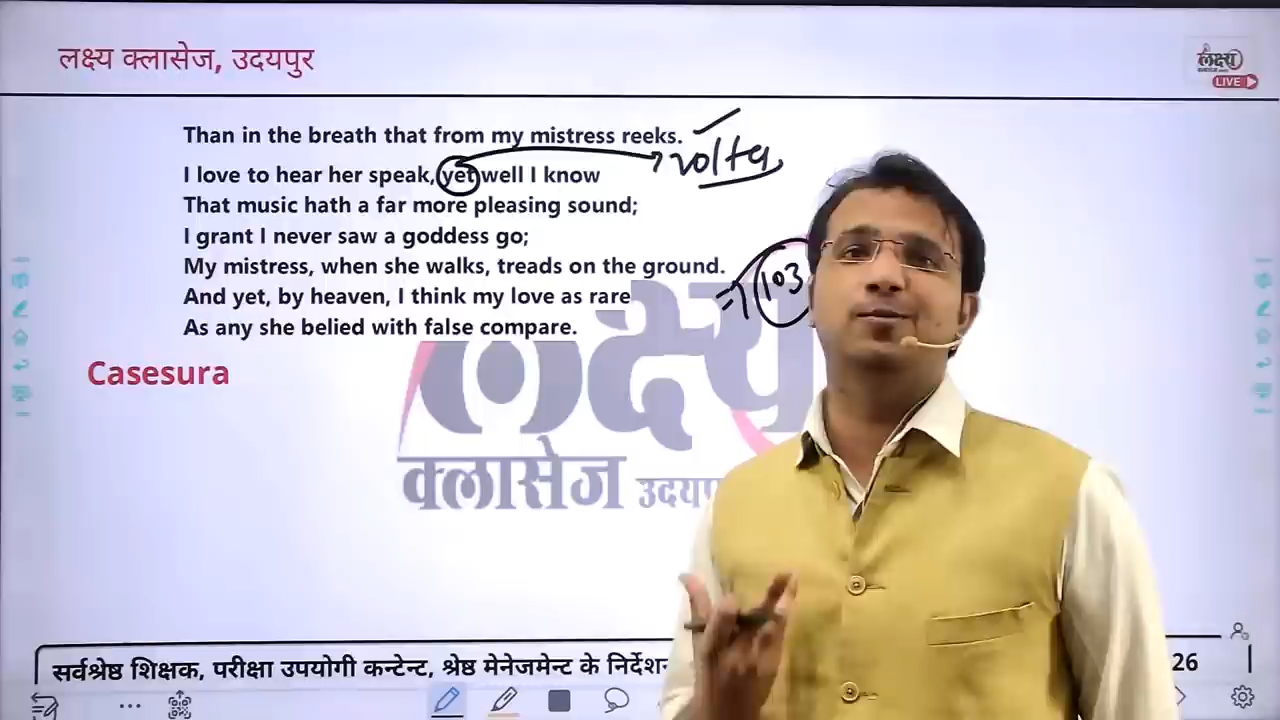 लक्ष्य क्लासेज, उदयपुर
लक्ष्य
LIVE
Than in the breath that from my mistress reeks.
I love to hear her speak, yet well I know
volta
That music hath a far more pleasing sound;
I grant I never saw a goddess go;
My mistress, when she walks, treads on the ground.
103
And yet, by heaven, I think my love as rare
As any she belied with false compare.
Casesura
लक्ष्य
क्लासेज उदयपु
सर्वश्रेष्ठ शिक्षक, परीक्षा उपयोगी कन्टेन्ट, श्रेष्ठ मेनेजमेन्ट के निर्देशन
26